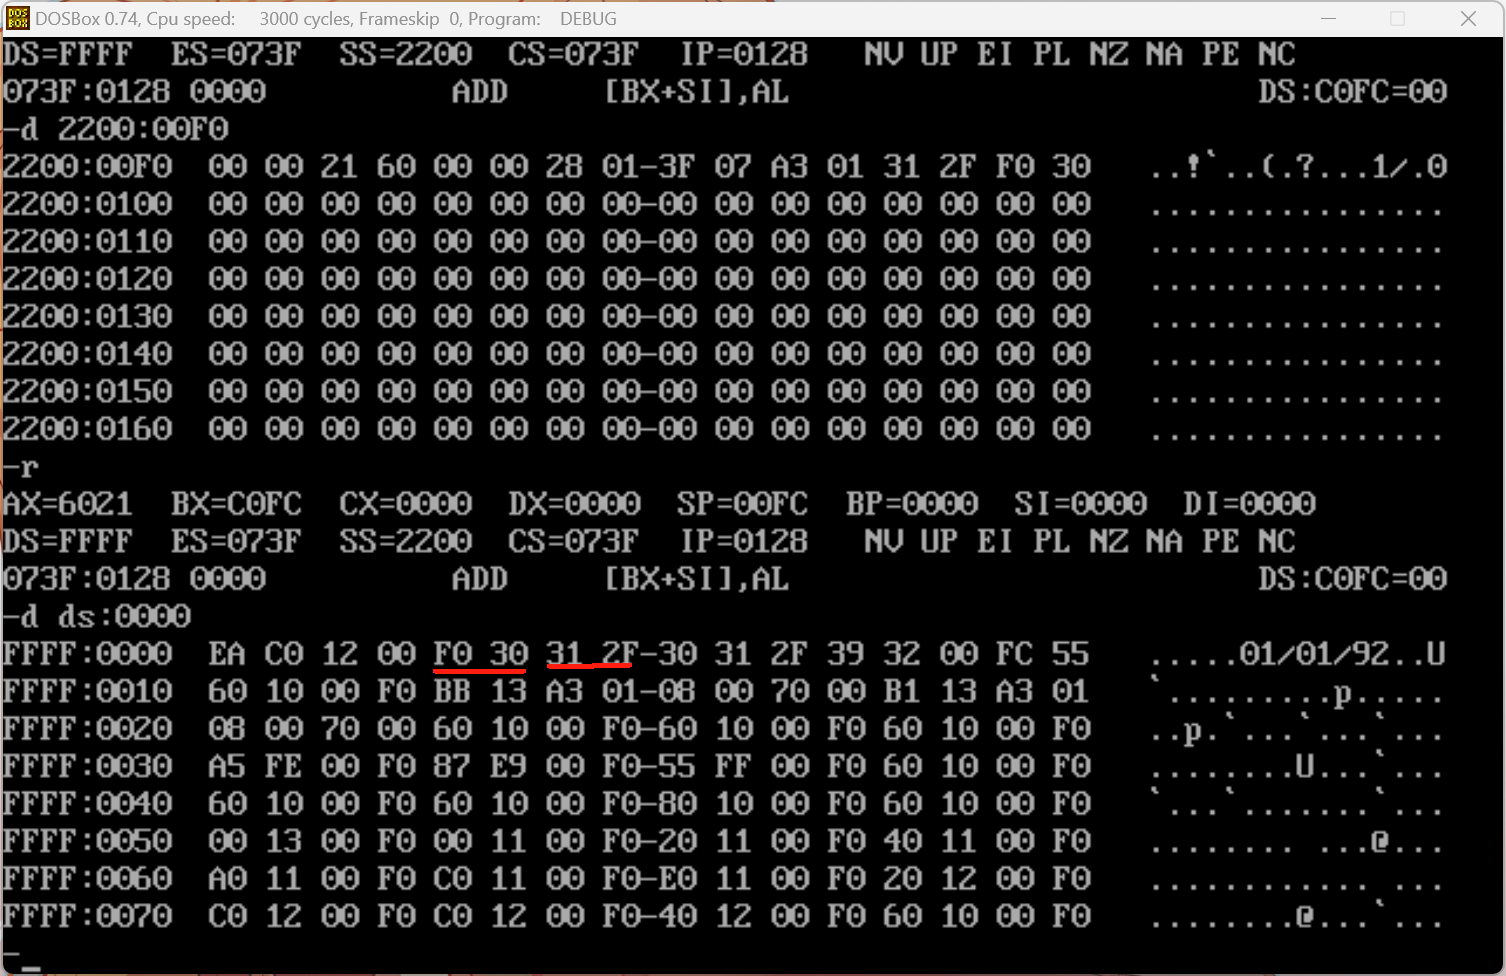 DOSBox 0.74, Cpu speed:    3000 cycles, Frameskip  0, Program:    DEBUG
DS=FFFF  ES=073F  SS=2200  CS=073F  IP=0128   NV UP EI PL NZ NA PE NC
073F:0128 0000          ADD     [BX+SI],AL                         DS:C0FC=00
-d 2200:00F0
2200:00F0  00 00 21 60 00 00 28 01-3F 07 A3 01 31 2F F0 30   ..!`..(.?...1/.0
2200:0100  00 00 00 00 00 00 00 00-00 00 00 00 00 00 00 00   ................
2200:0110  00 00 00 00 00 00 00 00-00 00 00 00 00 00 00 00   ................
2200:0120  00 00 00 00 00 00 00 00-00 00 00 00 00 00 00 00   ................
2200:0130  00 00 00 00 00 00 00 00-00 00 00 00 00 00 00 00   ................
2200:0140  00 00 00 00 00 00 00 00-00 00 00 00 00 00 00 00   ................
2200:0150  00 00 00 00 00 00 00 00-00 00 00 00 00 00 00 00   ................
2200:0160  00 00 00 00 00 00 00 00-00 00 00 00 00 00 00 00   ................
-r
AX=6021  BX=C0FC  CX=0000  DX=0000  SP=00FC  BP=0000  SI=0000  DI=0000
DS=FFFF  ES=073F  SS=2200  CS=073F  IP=0128   NV UP EI PL NZ NA PE NC
073F:0128 0000          ADD     [BX+SI],AL                         DS:C0FC=00
-d ds:0000
FFFF:0000  EA C0 12 00 F0 30 31 2F-30 31 2F 39 32 00 FC 55   .....01/01/92..U
FFFF:0010  60 10 00 F0 BB 13 A3 01-08 00 70 00 B1 13 A3 01   `.........p.....
FFFF:0020  08 00 70 00 60 10 00 F0-60 10 00 F0 60 10 00 F0   ..p.`...`...`...
FFFF:0030  A5 FE 00 F0 87 E9 00 F0-55 FF 00 F0 60 10 00 F0   ........U...`...
FFFF:0040  60 10 00 F0 60 10 00 F0-80 10 00 F0 60 10 00 F0   `...`.......`...
FFFF:0050  00 13 00 F0 00 11 00 F0-20 11 00 F0 40 11 00 F0   ........ ...@...
FFFF:0060  A0 11 00 F0 C0 11 00 F0-E0 11 00 F0 20 12 00 F0   ............ ...
FFFF:0070  C0 12 00 F0 C0 12 00 F0-40 12 00 F0 60 10 00 F0   ........@...`...
-_